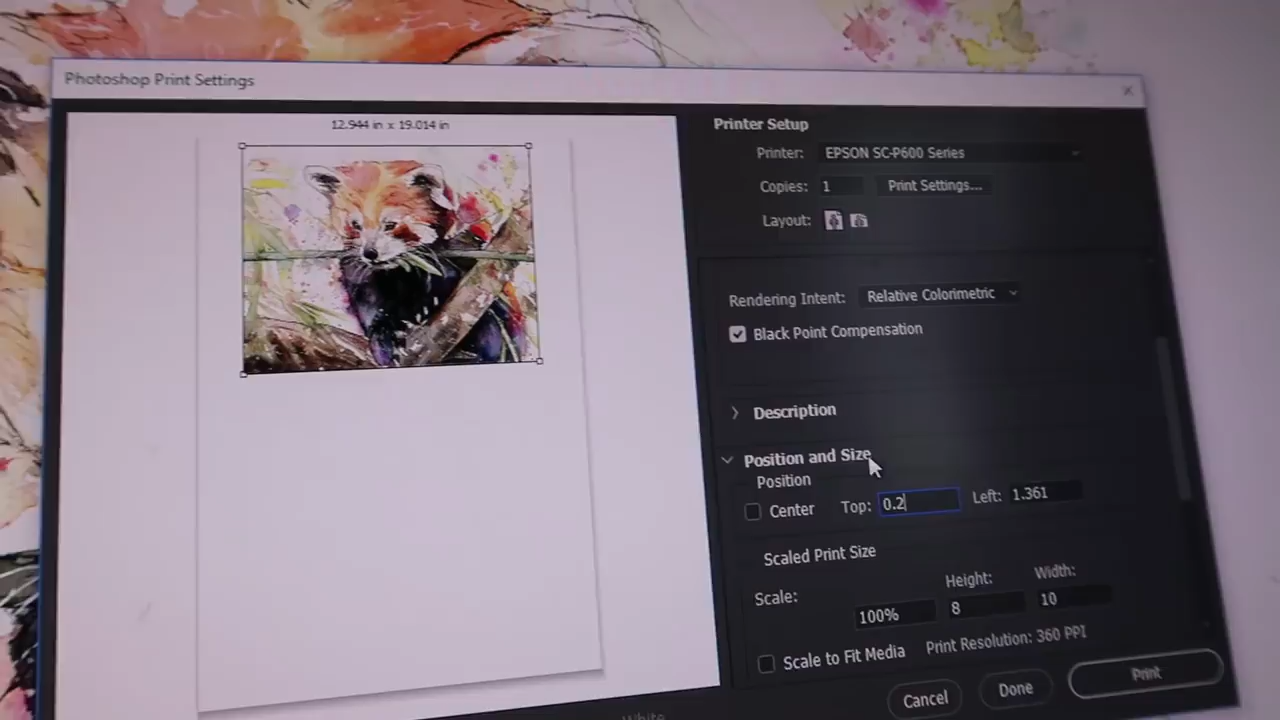 Photoshop Print Settings
12.944 in x 19.014 in
Printer Setup
Printer: EPSON SC-P600 Series
Copies: 1 Print Settings...
Layout:
Rendering Intent: Relative Colorimetric
Black Point Compensation
Description
Position and Size
Position
Center Top: 0.2 Left: 1.361
Scaled Print Size
Scale: Height: Width:
100% 8 10
Scale to Fit Media Print Resolution: 360 PPI
Cancel Done Print
White